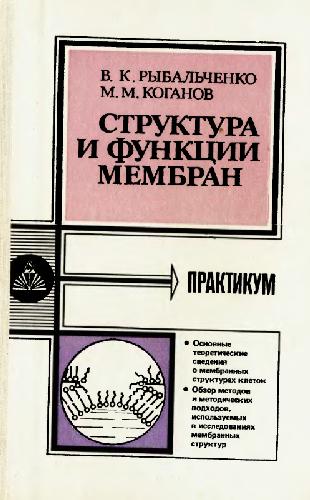 В. К. РЫБАЛЬЧЕНКО
М. М. КОГАНОВ
СТРУКТУРА
И ФУНКЦИИ
МЕМБРАН
ПРАКТИКУМ
• Основные
теоретические
сведения
о мембранных
структурах клеток
• Обзор методов
и методических
подходов,
используемых
в исследованиях
мембранных
структур